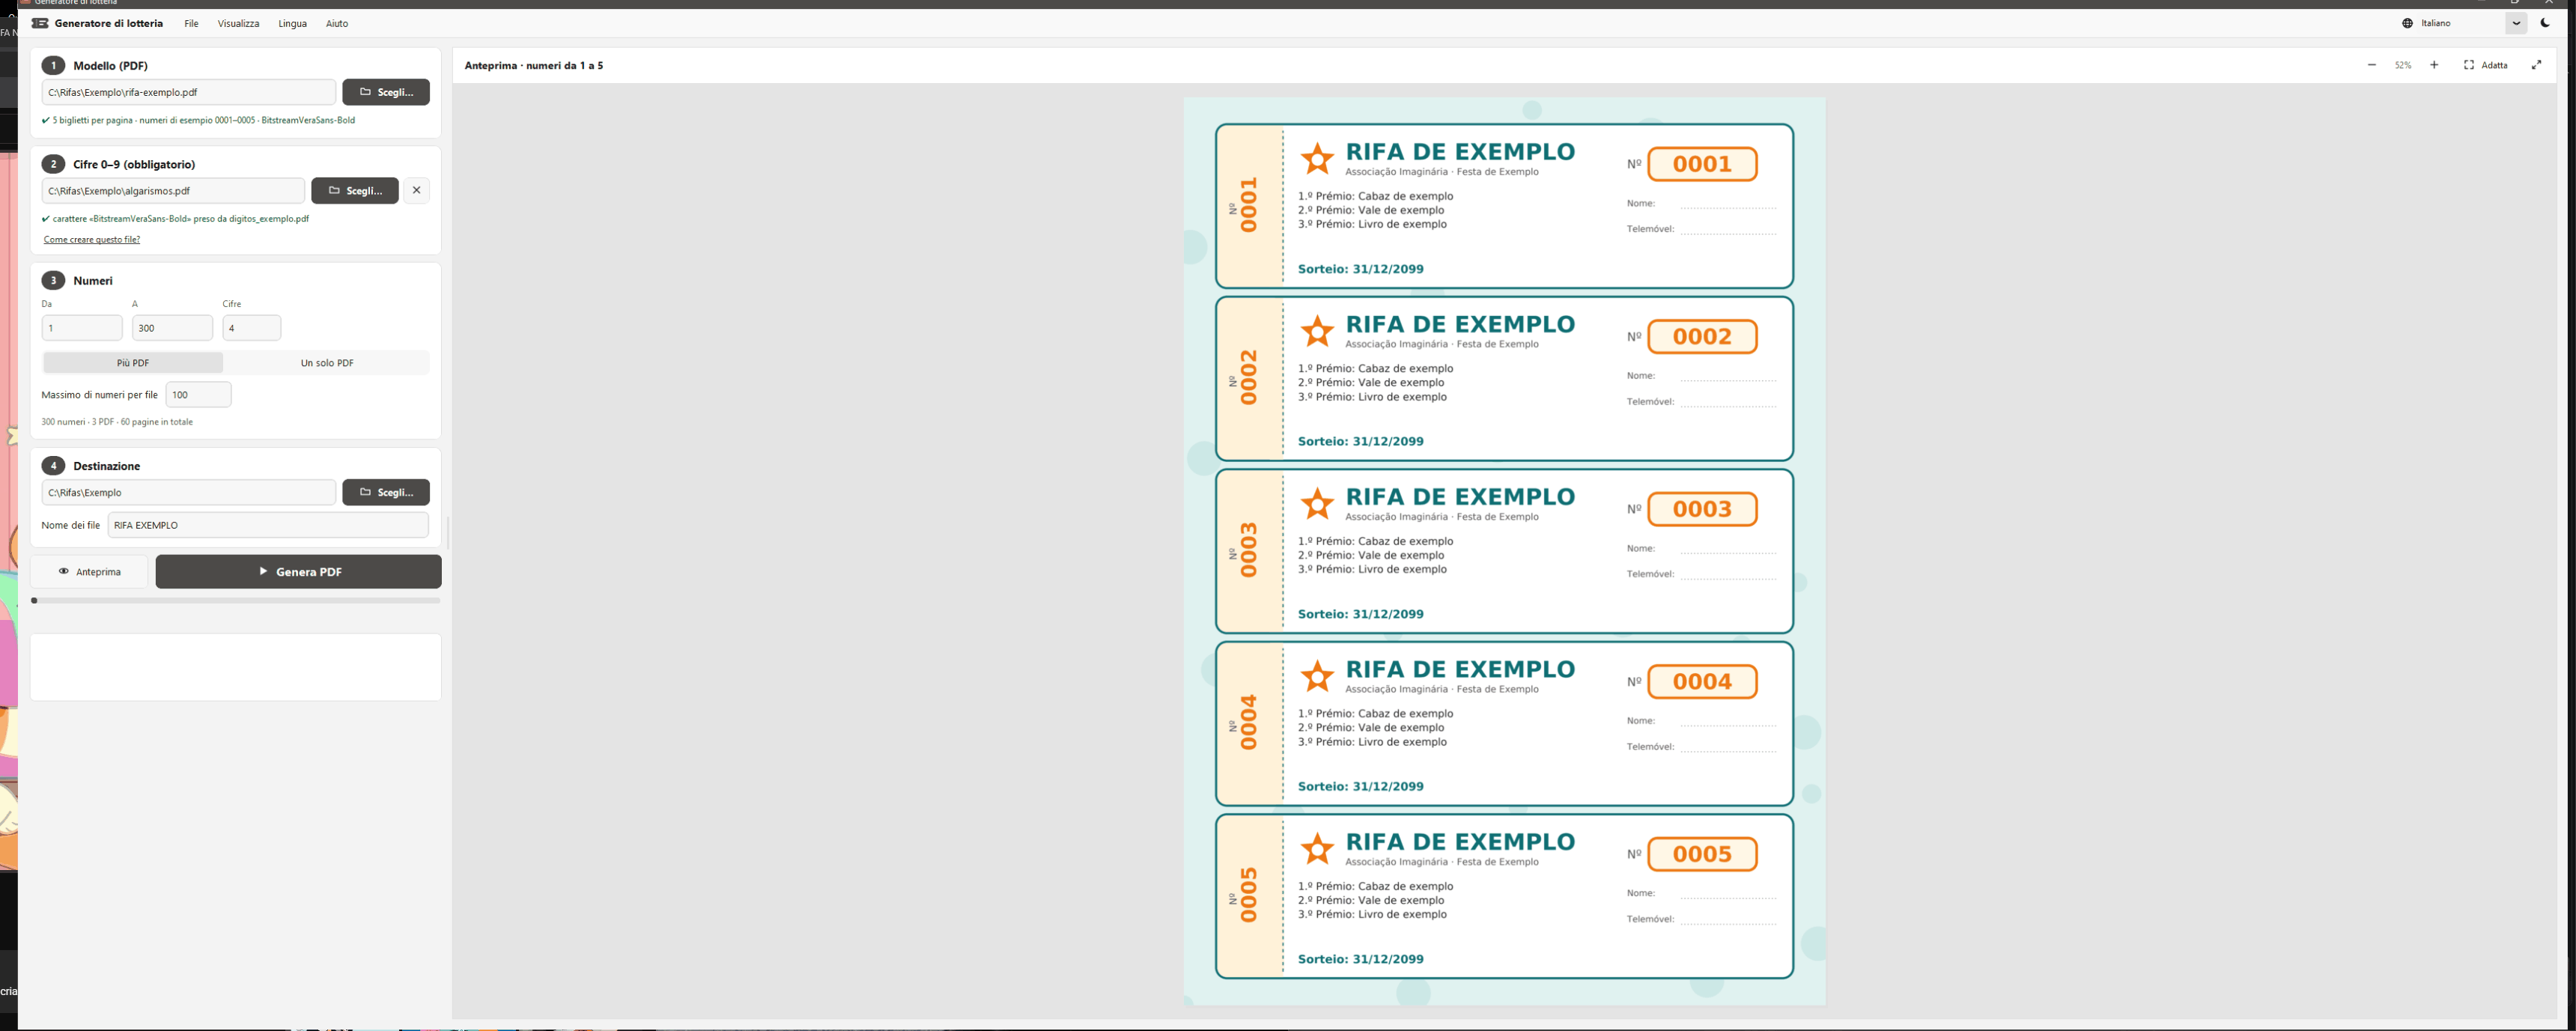 Generatore di lotteria
Generatore di lotteria File Visualizza Lingua Aiuto Italiano
FA N
1 Modello (PDF)
C:\Rifas\Exemplo\rifa-exemplo.pdf Scegli...
✔ 5 biglietti per pagina · numeri di esempio 0001–0005 · BitstreamVeraSans-Bold
2 Cifre 0–9 (obbligatorio)
C:\Rifas\Exemplo\algarismos.pdf Scegli... ✕
✔ carattere «BitstreamVeraSans-Bold» preso da digitos_exemplo.pdf
Come creare questo file?
3 Numeri
Da A Cifre
1 300 4
Più PDF Un solo PDF
Massimo di numeri per file 100
300 numeri · 3 PDF · 60 pagine in totale
4 Destinazione
C:\Rifas\Exemplo Scegli...
Nome dei file RIFA EXEMPLO
Anteprima Genera PDF
cria
Anteprima · numeri da 1 a 5 − 52% + Adatta
Nº 0001
RIFA DE EXEMPLO
Associação Imaginária · Festa de Exemplo
1.º Prémio: Cabaz de exemplo
2.º Prémio: Vale de exemplo
3.º Prémio: Livro de exemplo
Sorteio: 31/12/2099
Nº 0001
Nome:
Telemóvel:
Nº 0002
RIFA DE EXEMPLO
Associação Imaginária · Festa de Exemplo
1.º Prémio: Cabaz de exemplo
2.º Prémio: Vale de exemplo
3.º Prémio: Livro de exemplo
Sorteio: 31/12/2099
Nº 0002
Nome:
Telemóvel:
Nº 0003
RIFA DE EXEMPLO
Associação Imaginária · Festa de Exemplo
1.º Prémio: Cabaz de exemplo
2.º Prémio: Vale de exemplo
3.º Prémio: Livro de exemplo
Sorteio: 31/12/2099
Nº 0003
Nome:
Telemóvel:
Nº 0004
RIFA DE EXEMPLO
Associação Imaginária · Festa de Exemplo
1.º Prémio: Cabaz de exemplo
2.º Prémio: Vale de exemplo
3.º Prémio: Livro de exemplo
Sorteio: 31/12/2099
Nº 0004
Nome:
Telemóvel:
Nº 0005
RIFA DE EXEMPLO
Associação Imaginária · Festa de Exemplo
1.º Prémio: Cabaz de exemplo
2.º Prémio: Vale de exemplo
3.º Prémio: Livro de exemplo
Sorteio: 31/12/2099
Nº 0005
Nome:
Telemóvel: